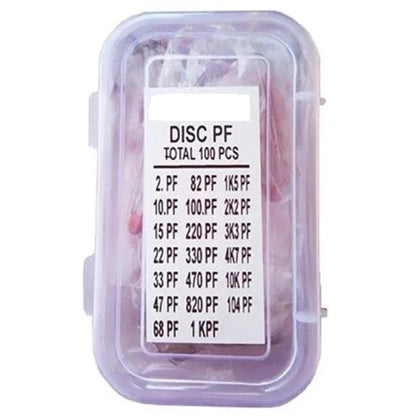 DISC PF
TOTAL 100 PCS
2. PF 82 PF 1K5 PF
10.PF 100.PF 2K2 PF
15 PF 220 PF 3K3 PF
22 PF 330 PF 4K7 PF
33 PF 470 PF 10K PF
47 PF 820 PF 104 PF
68 PF 1 KPF